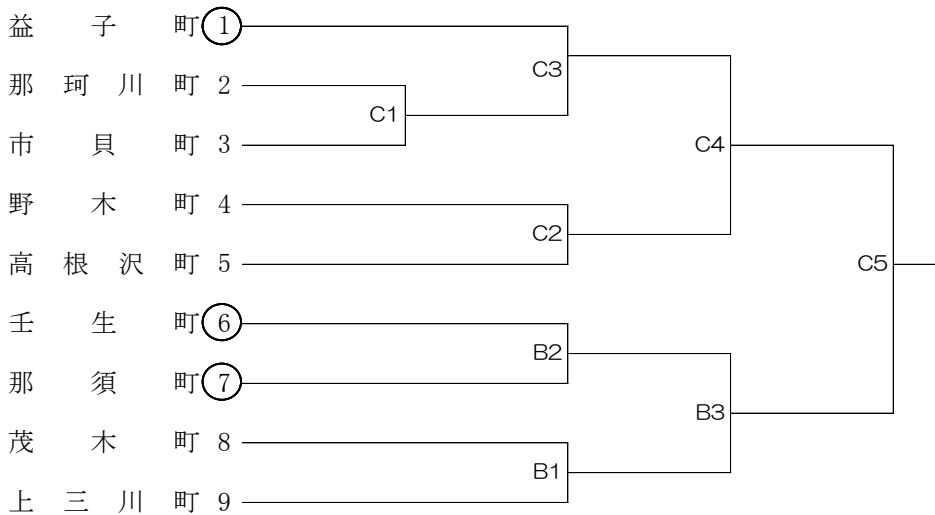 益子町 ①
C3
那珂川町 2
C1
市貝町 3
C4
野木町 4
C2
高根沢町 5
C5
壬生町 ⑥
B2
那須町 ⑦
B3
茂木町 8
B1
上三川町 9